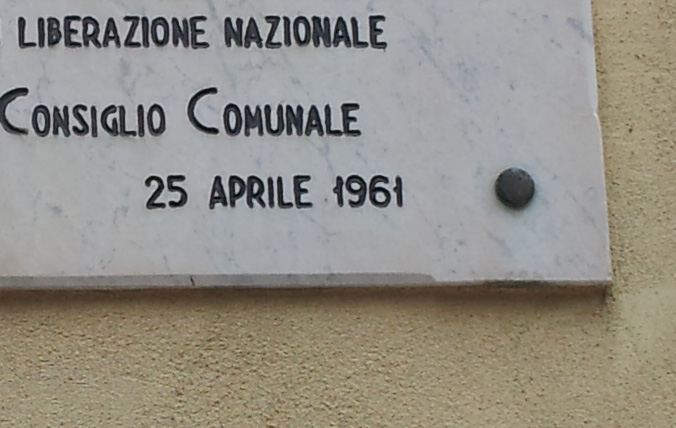 LIBERAZIONE NAZIONALE
CONSIGLIO COMUNALE
25 APRILE 1961